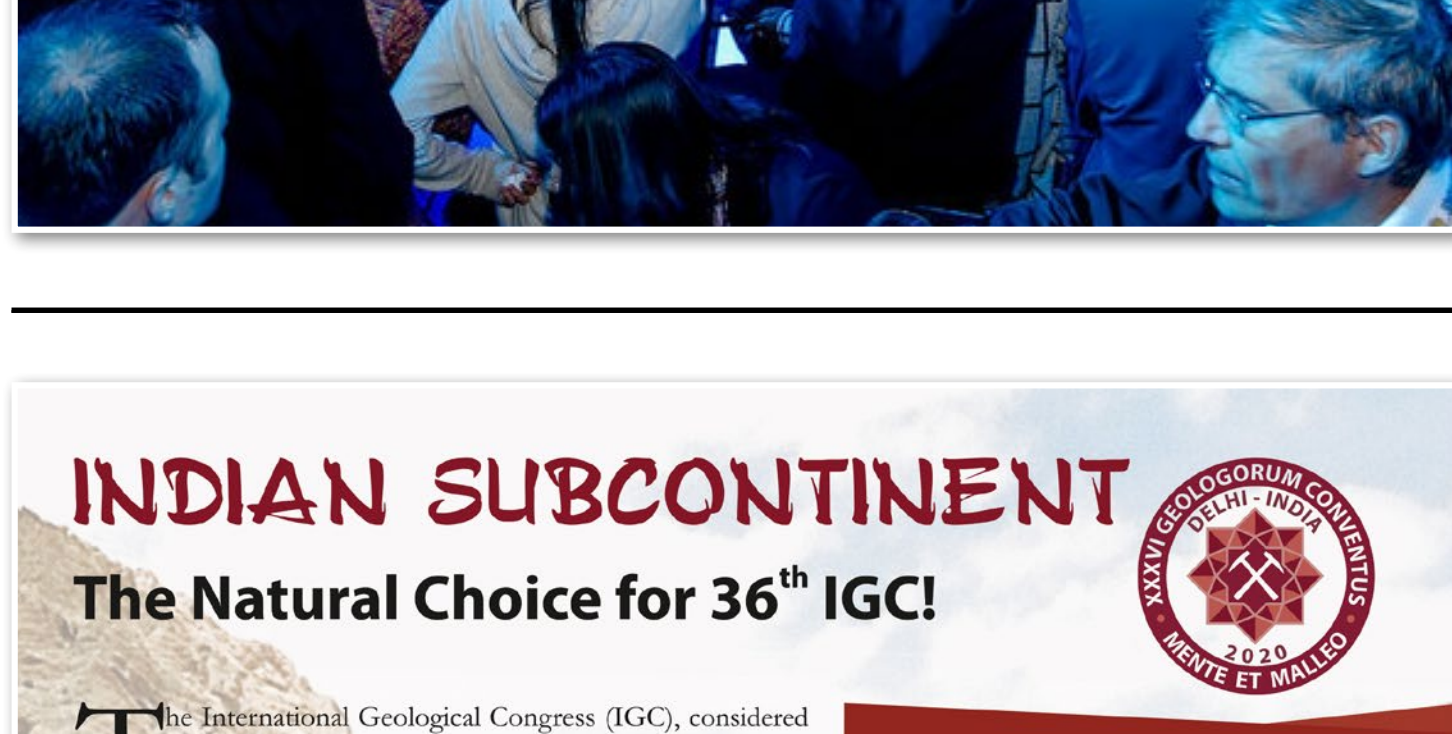 INDIAN SUBCONTINENT
The Natural Choice for 36th IGC!
XXXVI GEOLOGORUM CONVENTUS
DELHI - INDIA
2020
MENTE ET MALLEO
The International Geological Congress (IGC), considered